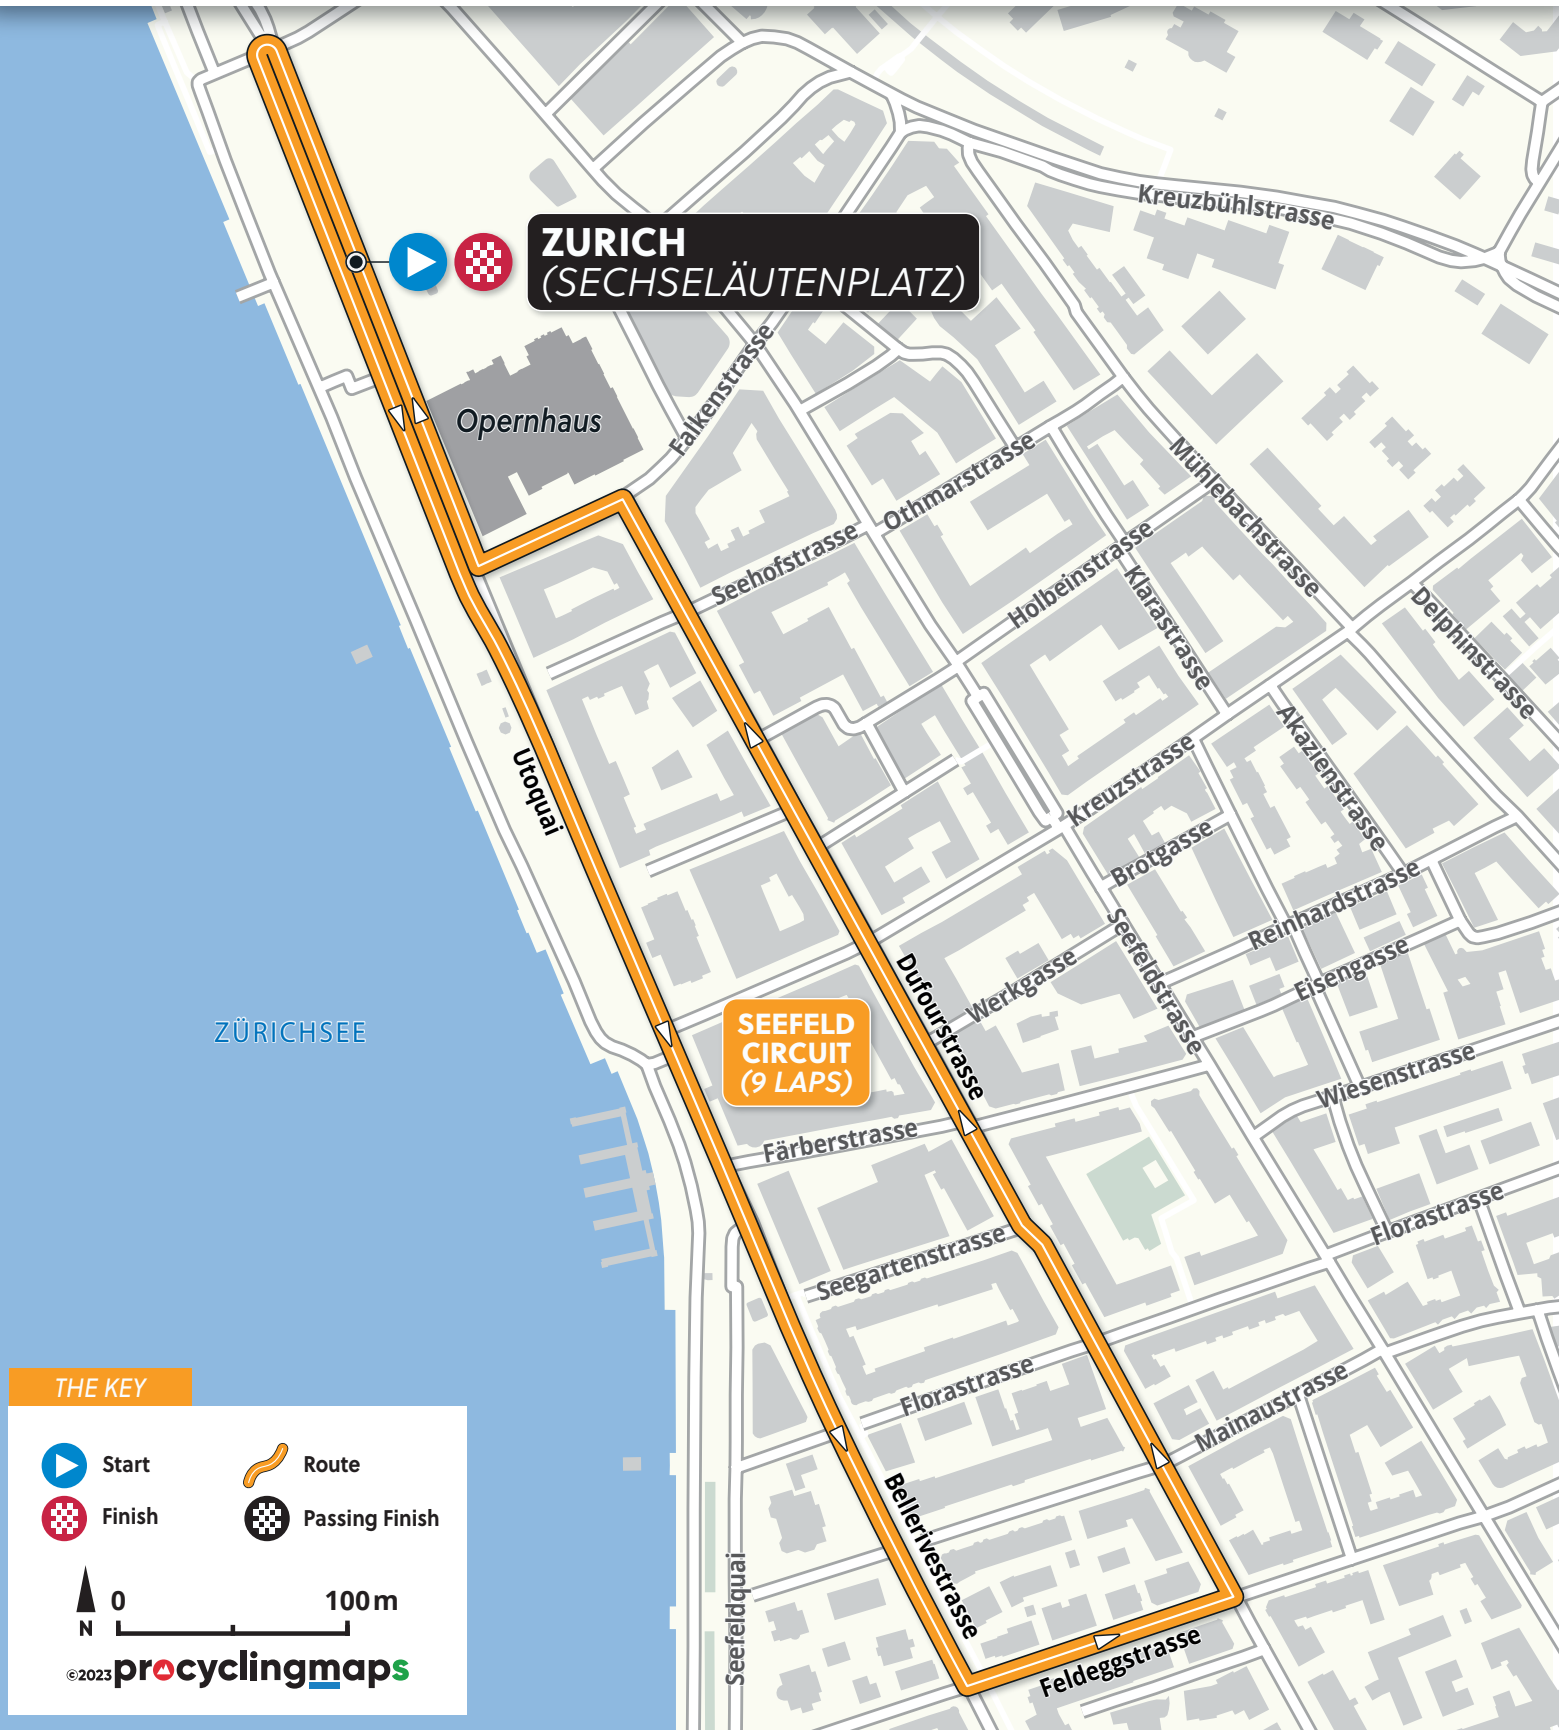 Kreuzbühlstrasse
ZURICH
(SECHSELÄUTENPLATZ)
Falkenstrasse
Opernhaus
Othmarstrasse
Mühlebachstrasse
Seehofstrasse
Holbeinstrasse
Klarastrasse
Delphinstrasse
Akazienstrasse
Utoquai
Kreuzstrasse
Brotgasse
Reinhardstrasse
Seefeldstrasse
Eisengasse
Dufourstrasse
Werkgasse
ZÜRICHSEE
SEEFELD
CIRCUIT
(9 LAPS)
Wiesenstrasse
Färberstrasse
Florastrasse
Seegartenstrasse
Florastrasse
Mainaustrasse
Bellerivestrasse
Seefeldquai
Feldeggstrasse
THE KEY
Start
Route
Finish
Passing Finish
N
0 100 m
©2023 procyclingmaps